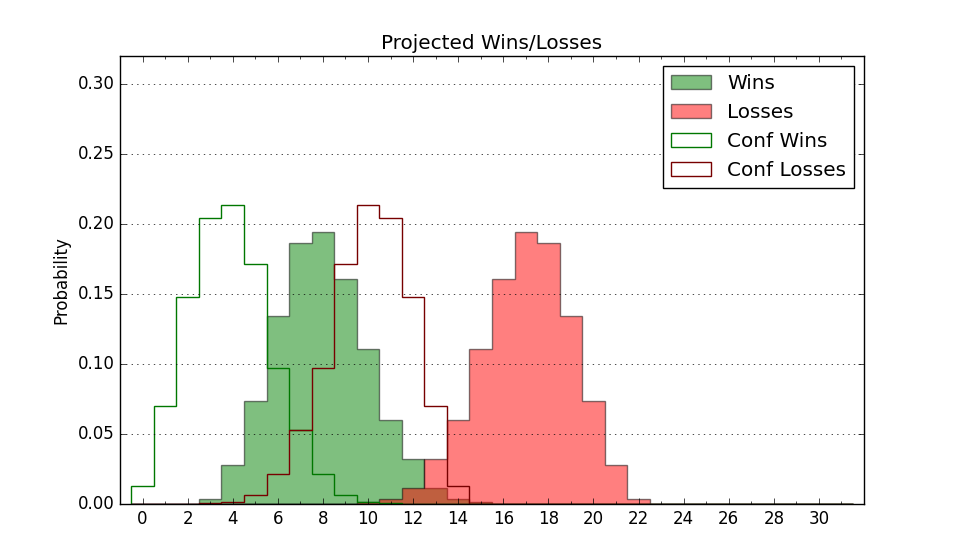 Projected Wins/Losses
0.30
0.25
0.20
0.15
0.10
0.05
0.00
Probability
Wins
Losses
Conf Wins
Conf Losses
0 2 4 6 8 10 12 14 16 18 20 22 24 26 28 30